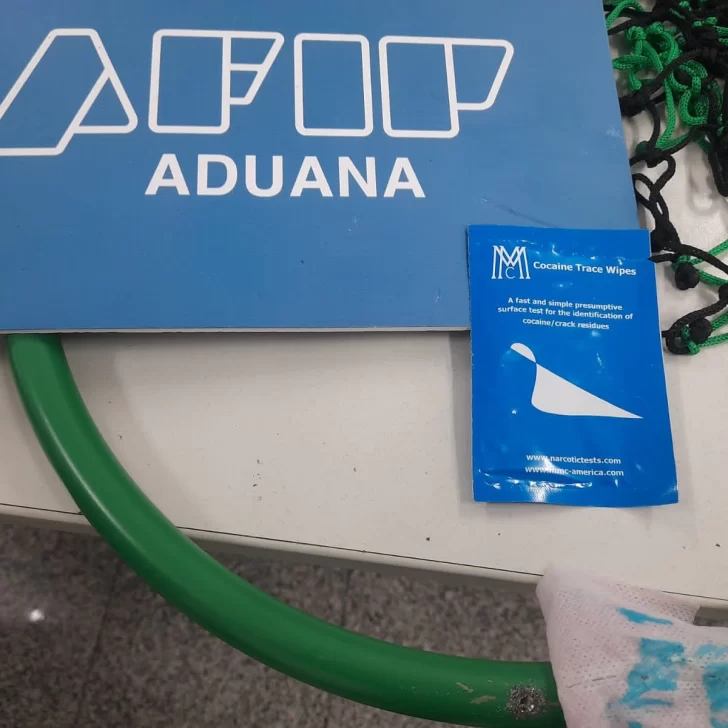 AFIP
ADUANA
MMC
Cocaine Trace Wipes
A fast and simple presumptive
surface test for the identification of
cocaine/crack residues
www.narcotictests.com
www.mmc-america.com